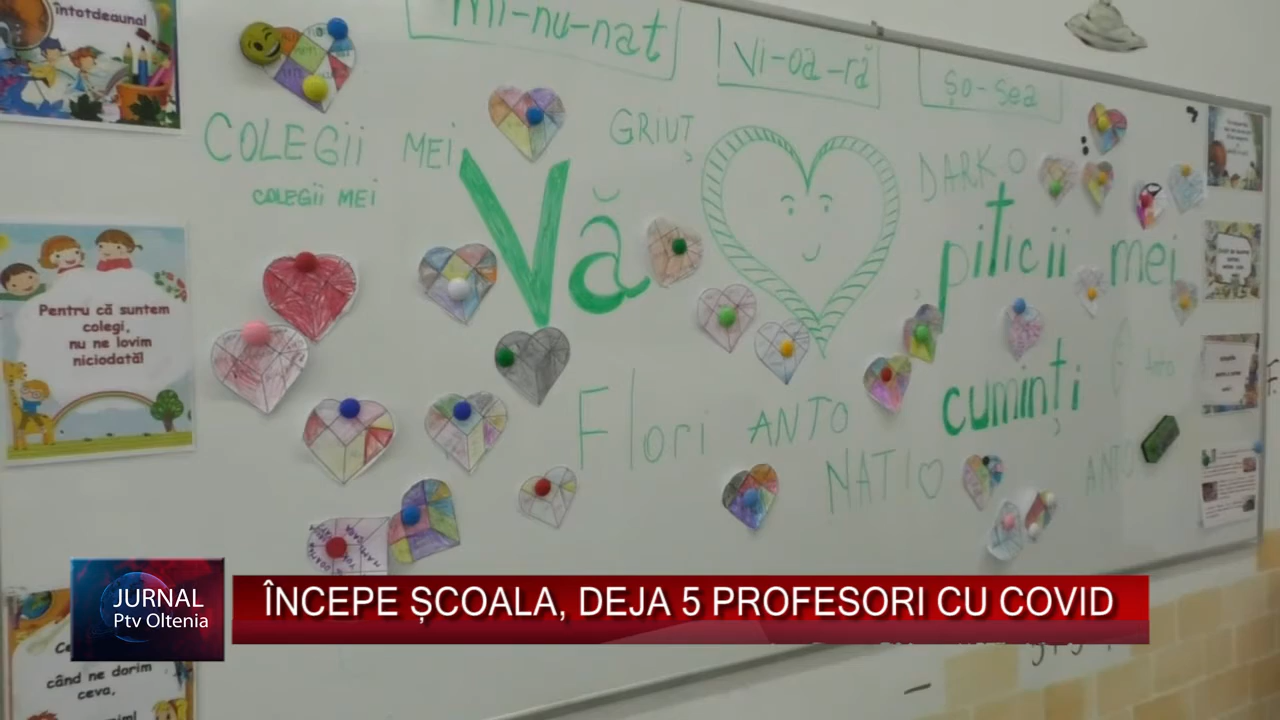 întotdeauna!
Mi-nu-nat
Vi-oa-ră
Șo-sea
COLEGII MEI
COLEGII MEI
GRIUȚ
Vă
DARK
piticii mei
cuminți
Pentru că suntem
colegi,
nu ne lovim
niciodată!
Flori
ANTO
NATI
când ne dorim
ceva,
JURNAL
Ptv Oltenia
ÎNCEPE ȘCOALA, DEJA 5 PROFESORI CU COVID